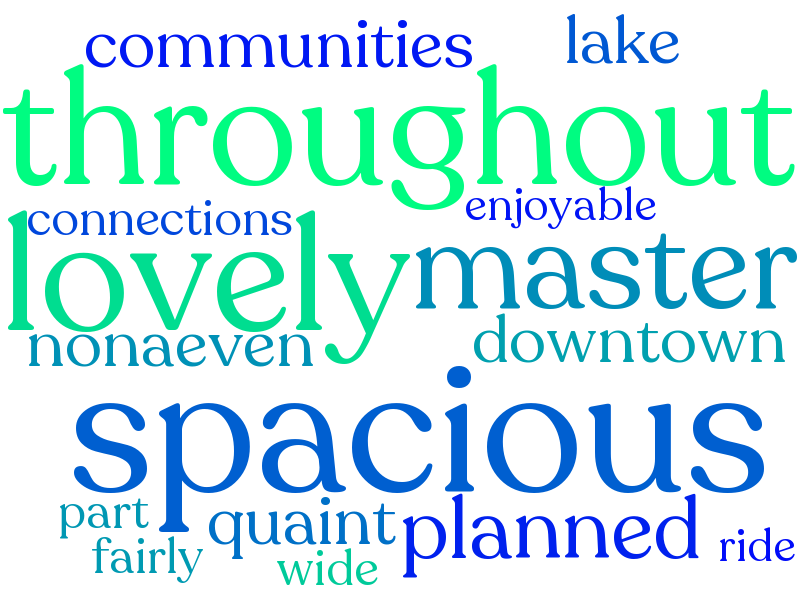 communities lake
throughout
connections enjoyable
lovely master
nonaeven downtown
spacious
part quaint planned ride
fairly wide